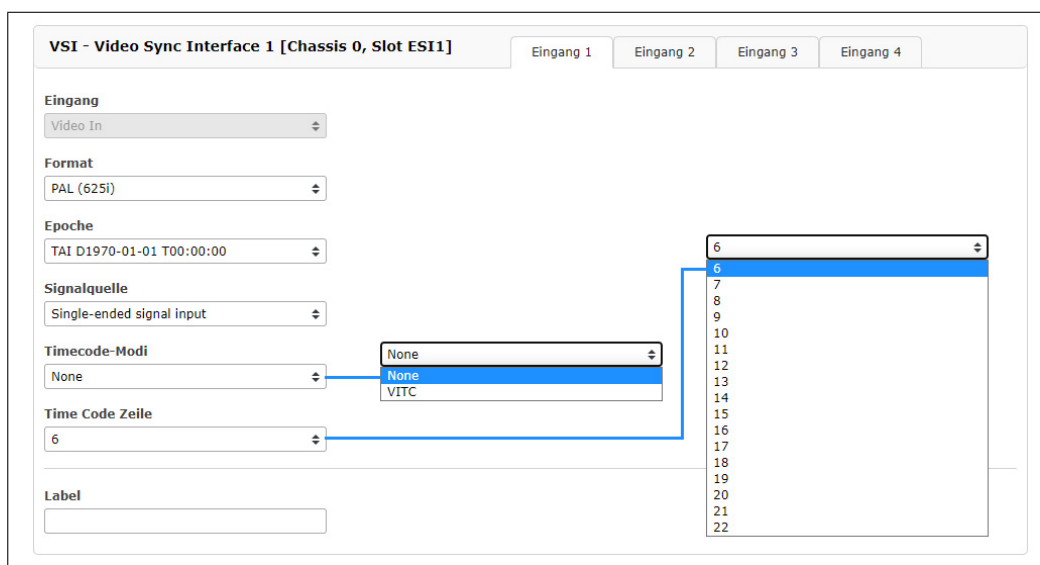 VSI - Video Sync Interface 1 [Chassis 0, Slot ESI1]
Eingang 1
Eingang 2
Eingang 3
Eingang 4
Eingang
Video In
Format
PAL (625i)
Epoche
TAI D1970-01-01 T00:00:00
Signalquelle
Single-ended signal input
Timecode-Modi
None
Time Code Zeile
6
Label
None
None
VITC
6
6
7
8
9
10
11
12
13
14
15
16
17
18
19
20
21
22